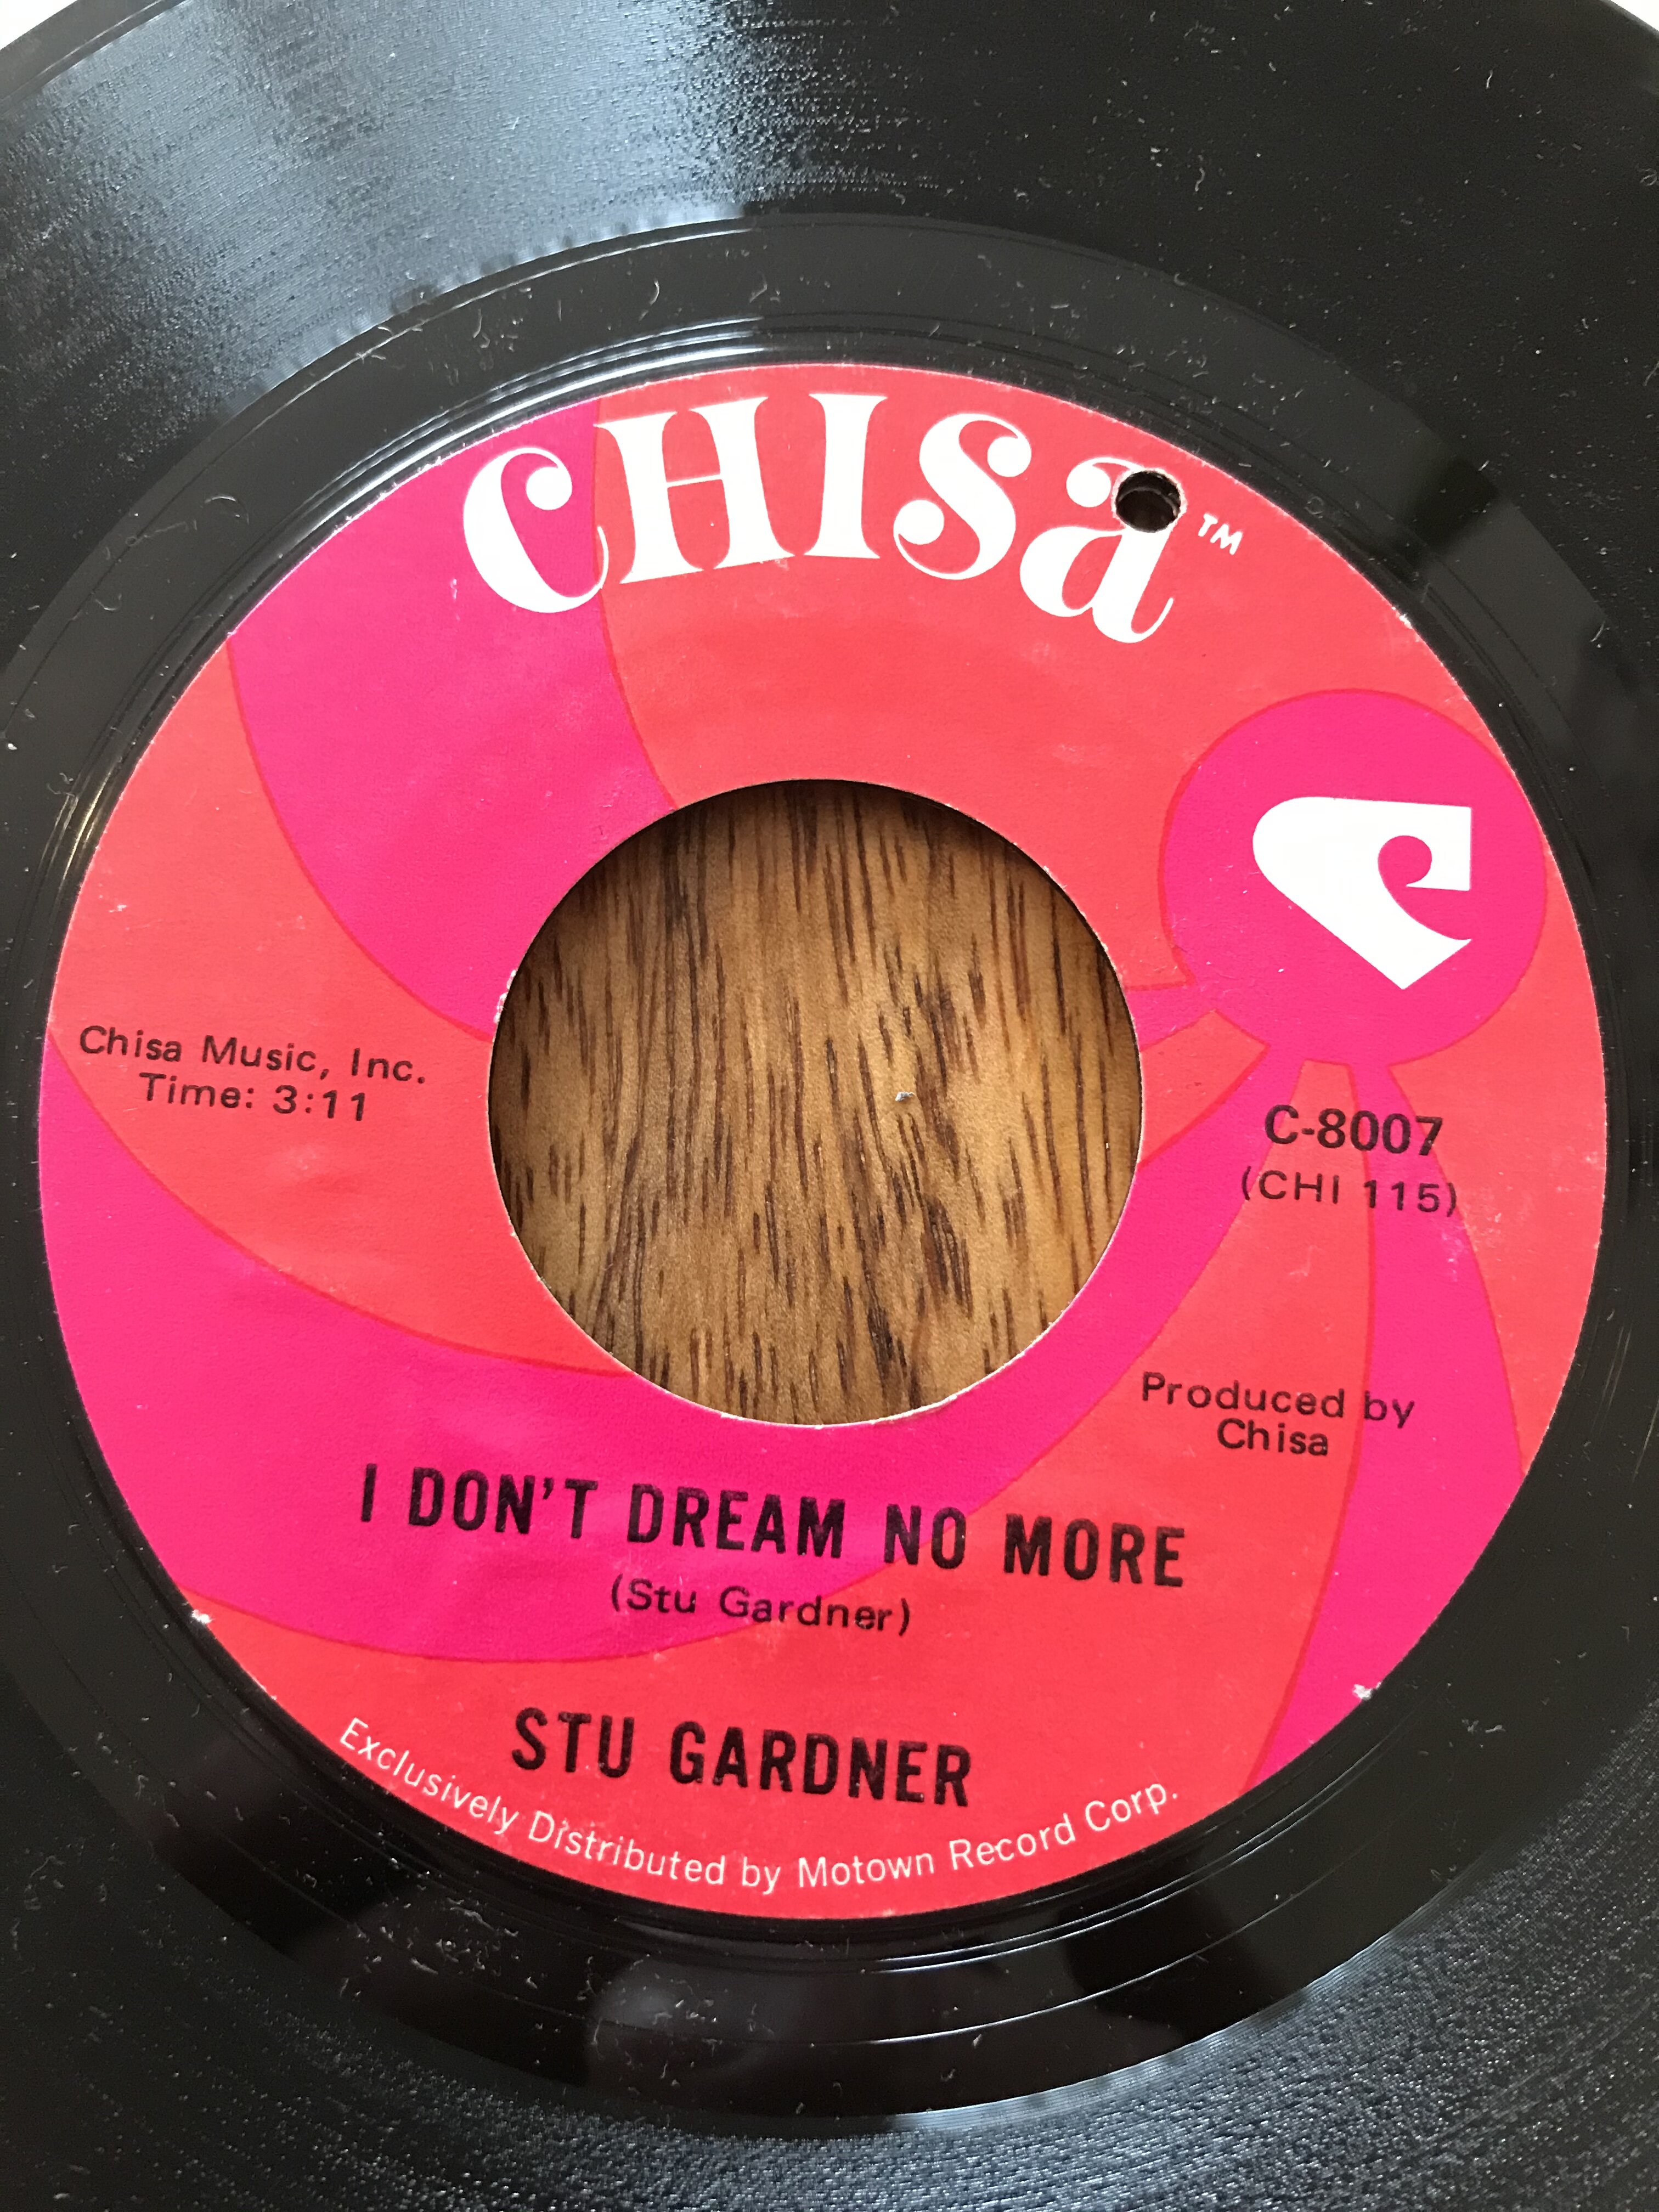 CHISa™
C
Chisa Music, Inc.
Time: 3:11
C-8007
(CHI 115)
Produced by
Chisa
I DON'T DREAM NO MORE
(Stu Gardner)
STU GARDNER
Exclusively Distributed by Motown Record Corp.